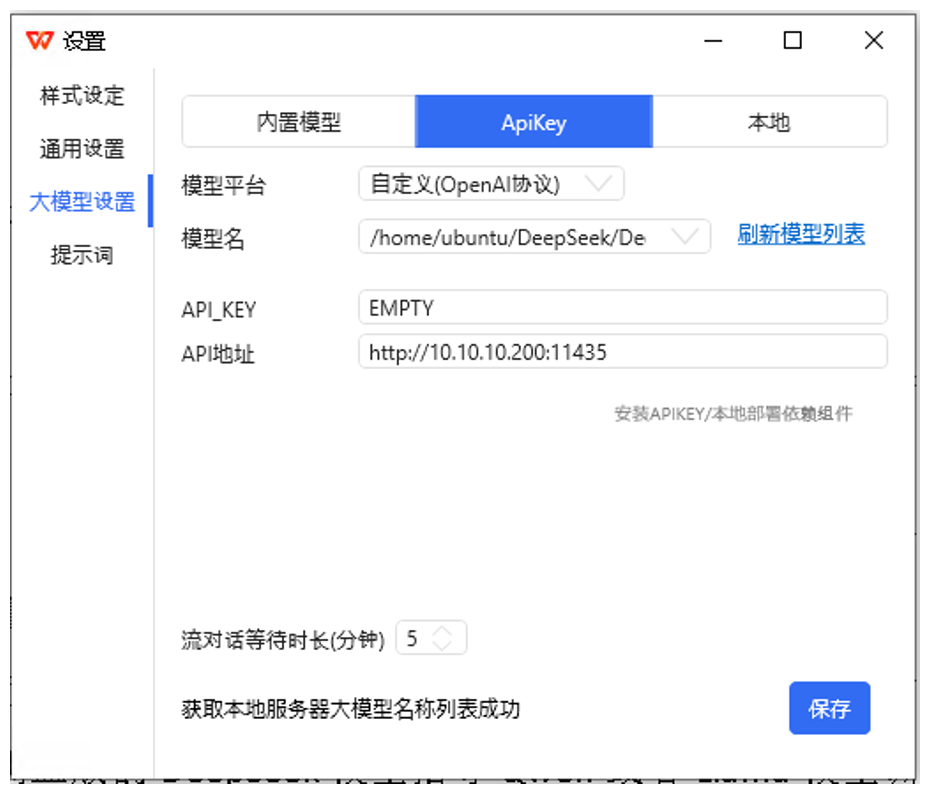 设置
样式设定
通用设置
大模型设置
提示词
内置模型 ApiKey 本地
模型平台 自定义(OpenAI协议)
模型名 /home/ubuntu/DeepSeek/De 刷新模型列表
API_KEY EMPTY
API地址 http://10.10.10.200:11435
安装APIKEY/本地部署依赖组件
流对话等待时长(分钟) 5
获取本地服务器大模型名称列表成功 保存